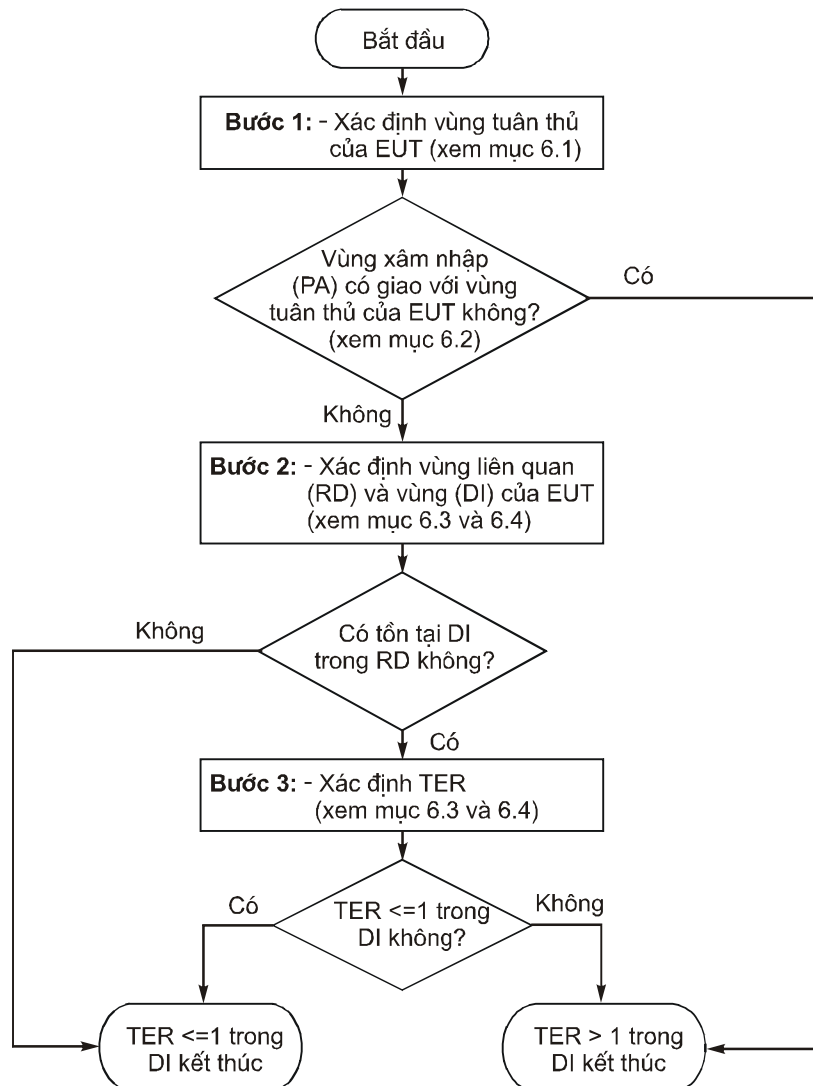 Bắt đầu
Bước 1: - Xác định vùng tuân thủ
của EUT (xem mục 6.1)
Vùng xâm nhập
(PA) có giao với vùng
tuân thủ của EUT không?
(xem mục 6.2)
Có
Không
Bước 2: - Xác định vùng liên quan
(RD) và vùng (DI) của EUT
(xem mục 6.3 và 6.4)
Không
Có tồn tại DI
trong RD không?
Có
Bước 3: - Xác định TER
(xem mục 6.3 và 6.4)
Có
TER <=1 trong
DI không?
Không
TER <=1 trong
DI kết thúc
TER > 1 trong
DI kết thúc